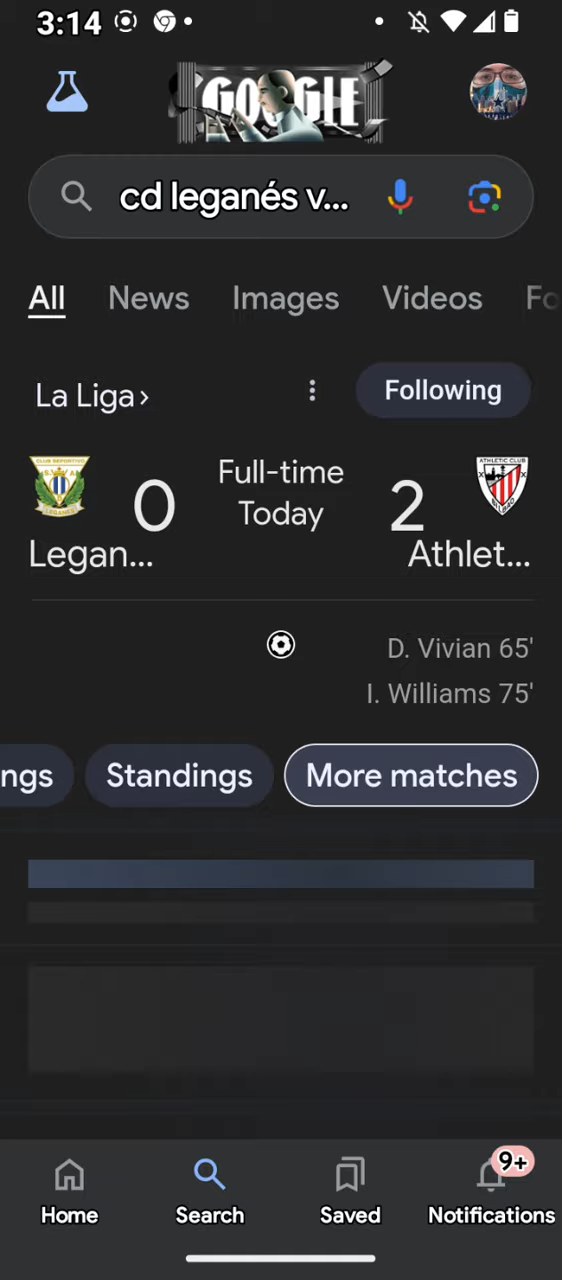 3:14
GOOGLE
cd leganés v...
All News Images Videos Fo
La Liga ›
Following
Full-time
0 Today 2
Legan... Athlet...
D. Vivian 65'
I. Williams 75'
ngs Standings More matches
9+
Home Search Saved Notifications